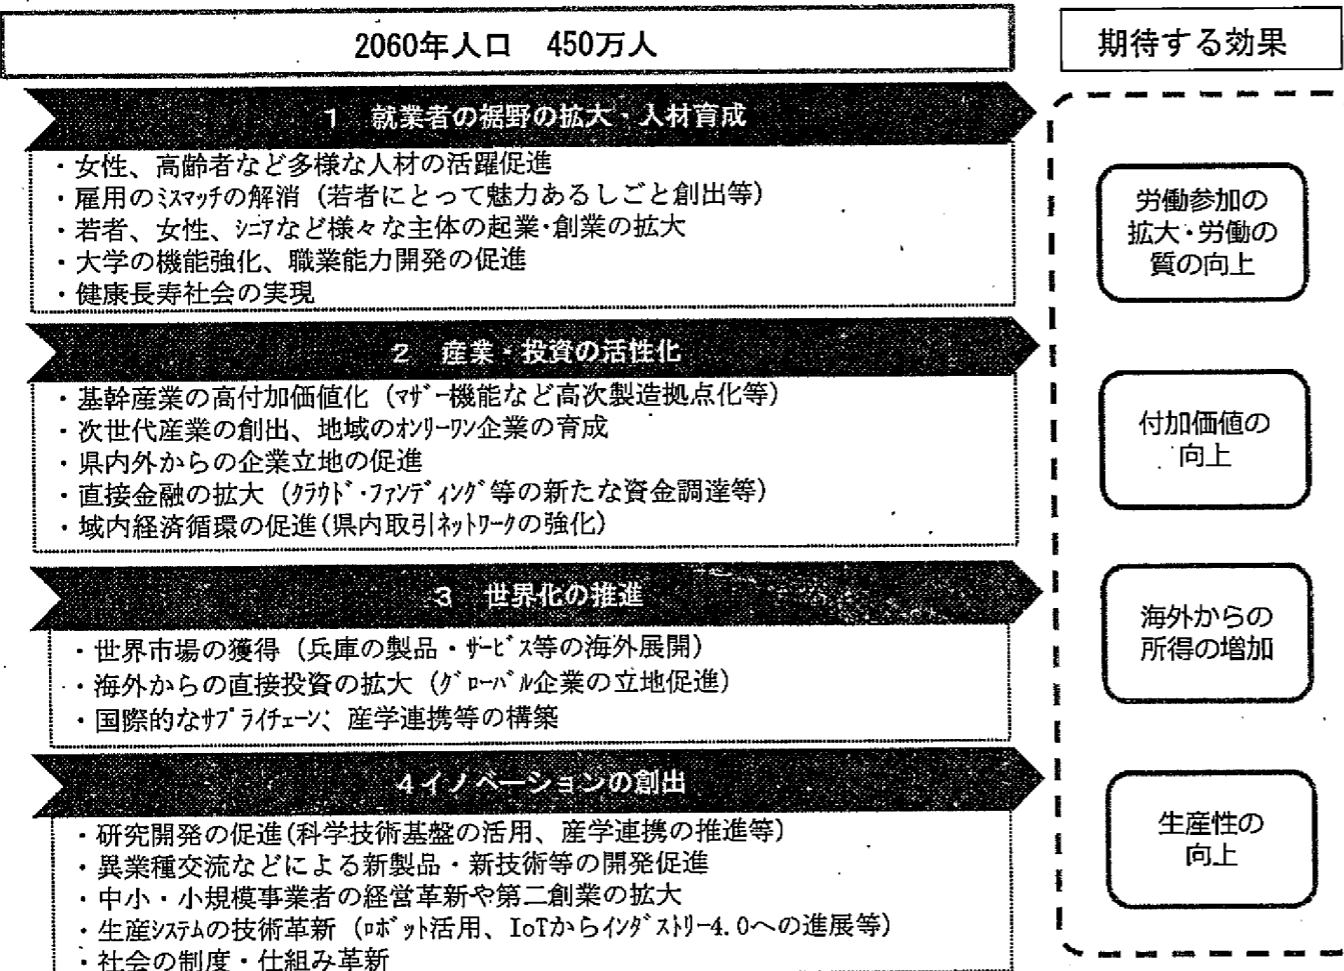 2060年人口　450万人
期待する効果
1　就業者の裾野の拡大・人材育成
・女性、高齢者など多様な人材の活躍促進
・雇用のﾐｽﾏｯﾁの解消（若者にとって魅力あるしごと創出等）
・若者、女性、ｼﾆｱなど様々な主体の起業・創業の拡大
・大学の機能強化、職業能力開発の促進
・健康長寿社会の実現
2　産業・投資の活性化
・基幹産業の高付加価値化（ﾏｻﾞｰ機能など高次製造拠点化等）
・次世代産業の創出、地域のｵﾝﾘｰﾜﾝ企業の育成
・県内外からの企業立地の促進
・直接金融の拡大（ｸﾗｳﾄﾞ・ﾌｧﾝﾃﾞｨﾝｸﾞ等の新たな資金調達等）
・域内経済循環の促進(県内取引ﾈｯﾄﾜｰｸの強化)
3　世界化の推進
・世界市場の獲得（兵庫の製品・ｻｰﾋﾞｽ等の海外展開）
・海外からの直接投資の拡大（ｸﾞﾛｰﾊﾞﾙ企業の立地促進）
・国際的なｻﾌﾟﾗｲﾁｪｰﾝ、産学連携等の構築
4イノベーションの創出
・研究開発の促進(科学技術基盤の活用、産学連携の推進等)
・異業種交流などによる新製品・新技術等の開発促進
・中小・小規模事業者の経営革新や第二創業の拡大
・生産ｼｽﾃﾑの技術革新（ﾛﾎﾞｯﾄ活用、IoTからｲﾝﾀﾞｽﾄﾘｰ4.0への進展等）
・社会の制度・仕組み革新
労働参加の
拡大・労働の
質の向上
付加価値の
向上
海外からの
所得の増加
生産性の
向上